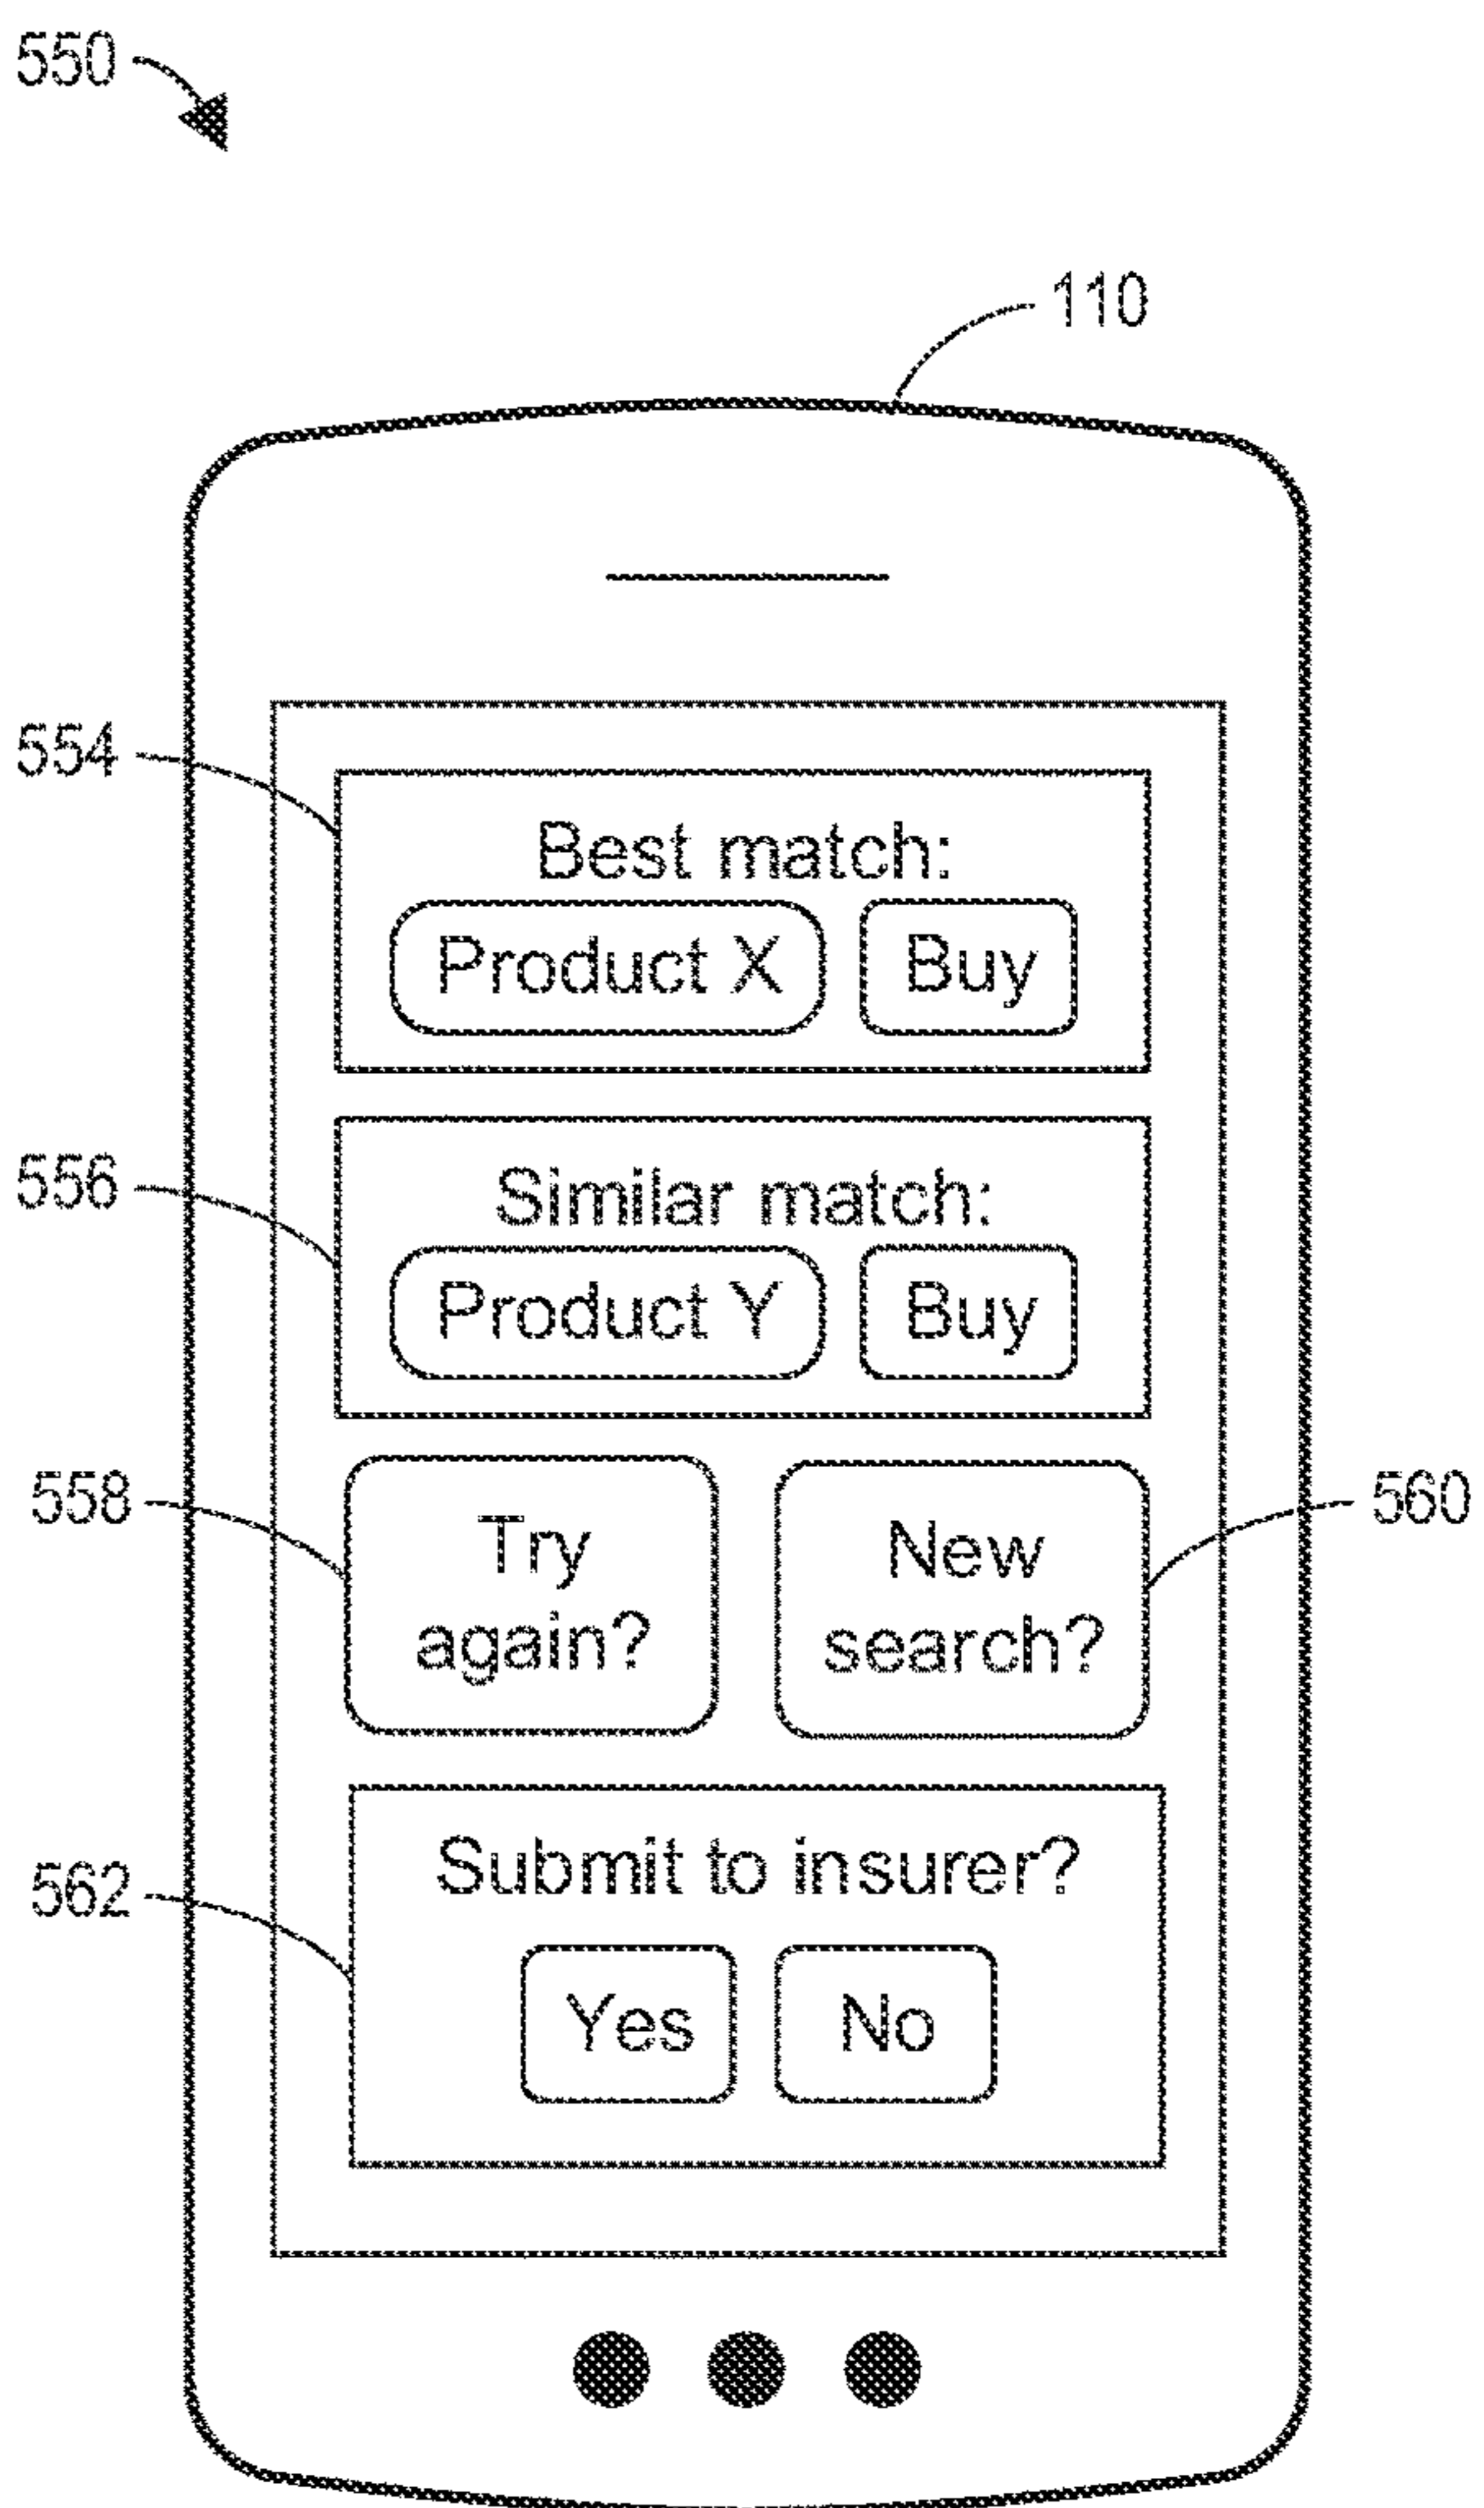 550
110
554
Best match:
Product X Buy
556
Similar match:
Product Y Buy
558
Try
again?
New
search?
560
562
Submit to insurer?
Yes No